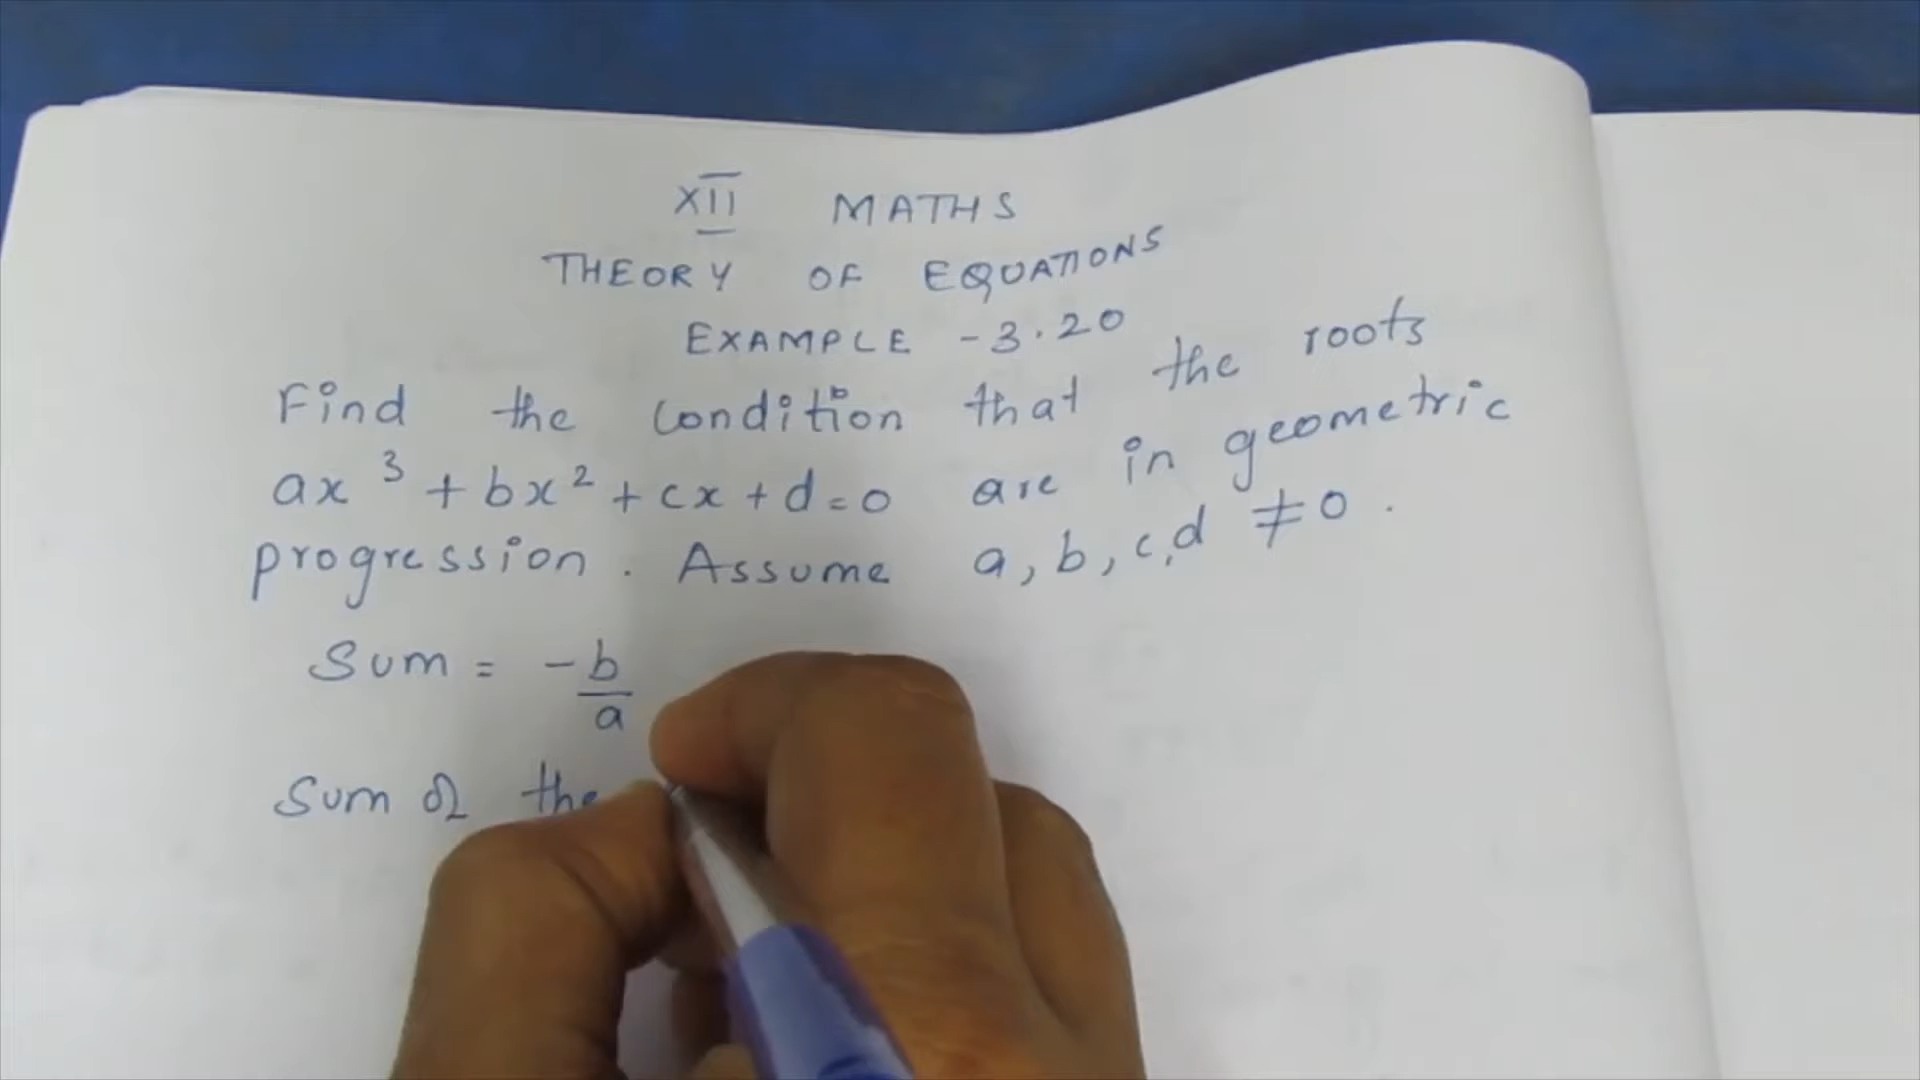 XII MATHS
THEORY OF EQUATIONS
EXAMPLE - 3.20
Find the condition that the roots
ax³ + bx² + cx + d = 0 are in geometric
progression. Assume a, b, c, d ≠ 0.
Sum = -b/a
Sum of the